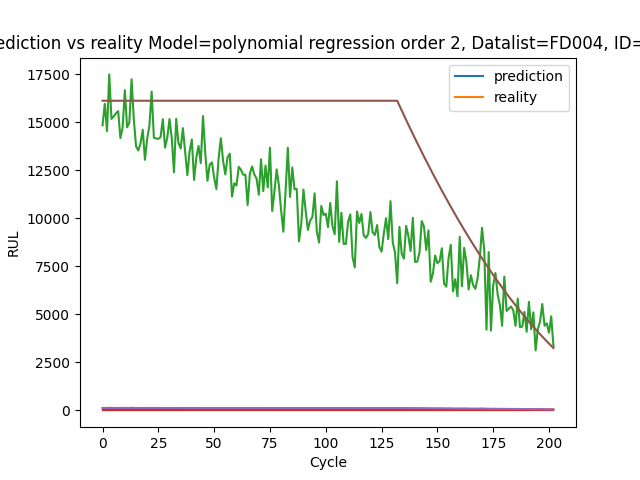 ediction vs reality Model=polynomial regression order 2, Datalist=FD004, ID=
17500
15000
12500
10000
7500
5000
2500
0
RUL
prediction
reality
0 25 50 75 100 125 150 175 200
Cycle